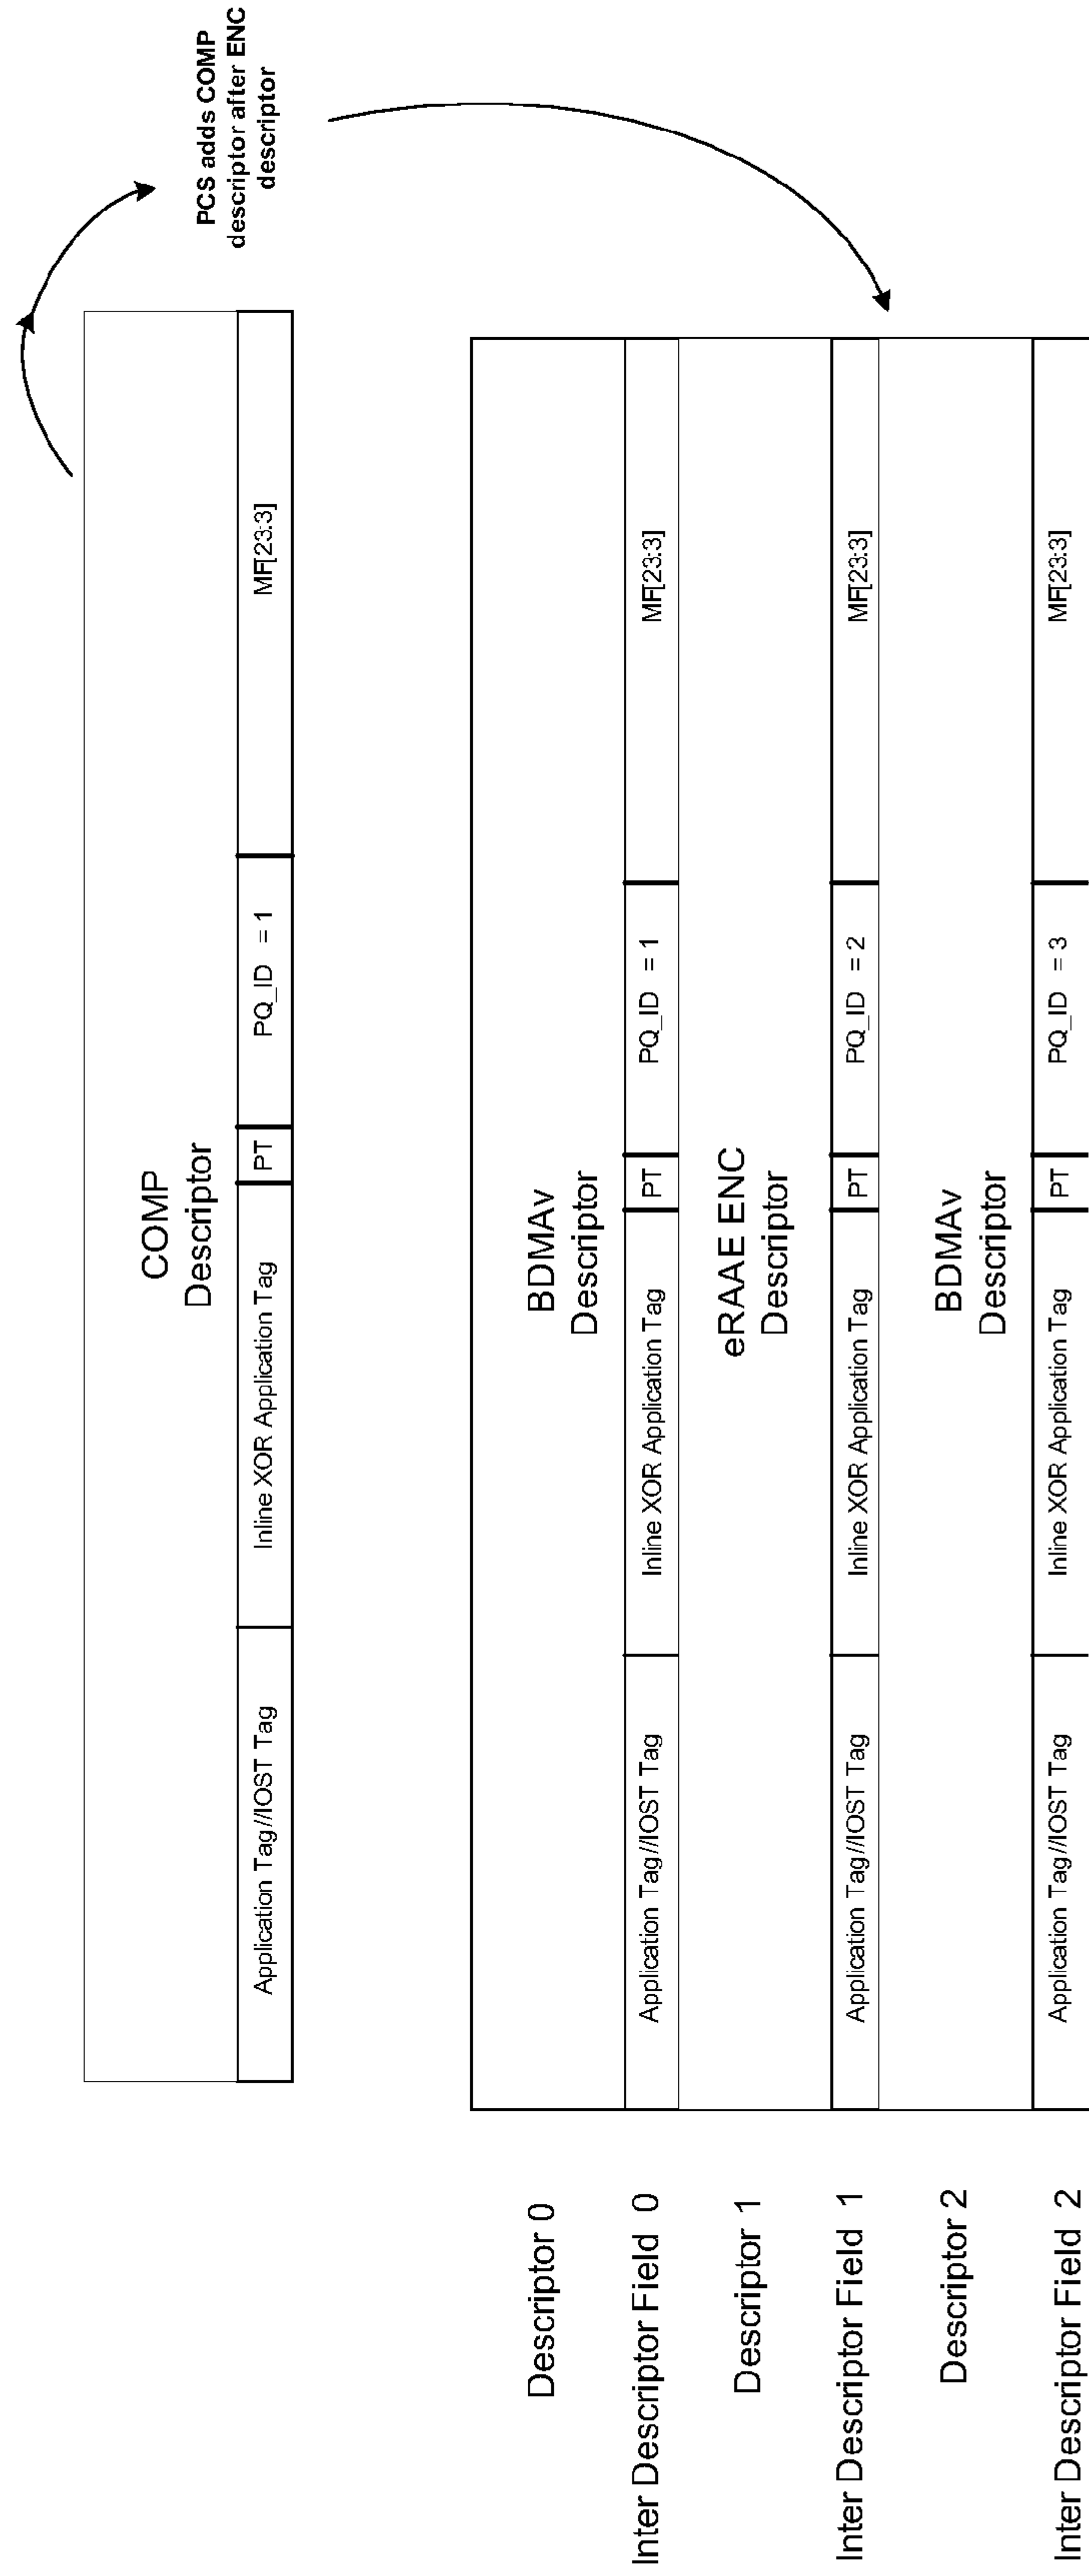 PCS adds COMP
descriptor after ENC
descriptor
COMP
Descriptor
Application Tag//IOST Tag
Inline XOR Application Tag
PT
PQ_ID = 1
MF[23:3]
Descriptor 0
BDMAv
Descriptor
Inter Descriptor Field 0
Application Tag//IOST Tag
Inline XOR Application Tag
PT
PQ_ID = 1
MF[23:3]
Descriptor 1
eRAAE ENC
Descriptor
Inter Descriptor Field 1
Application Tag//IOST Tag
Inline XOR Application Tag
PT
PQ_ID = 2
MF[23:3]
Descriptor 2
BDMAv
Descriptor
Inter Descriptor Field 2
Application Tag//IOST Tag
Inline XOR Application Tag
PT
PQ_ID = 3
MF[23:3]